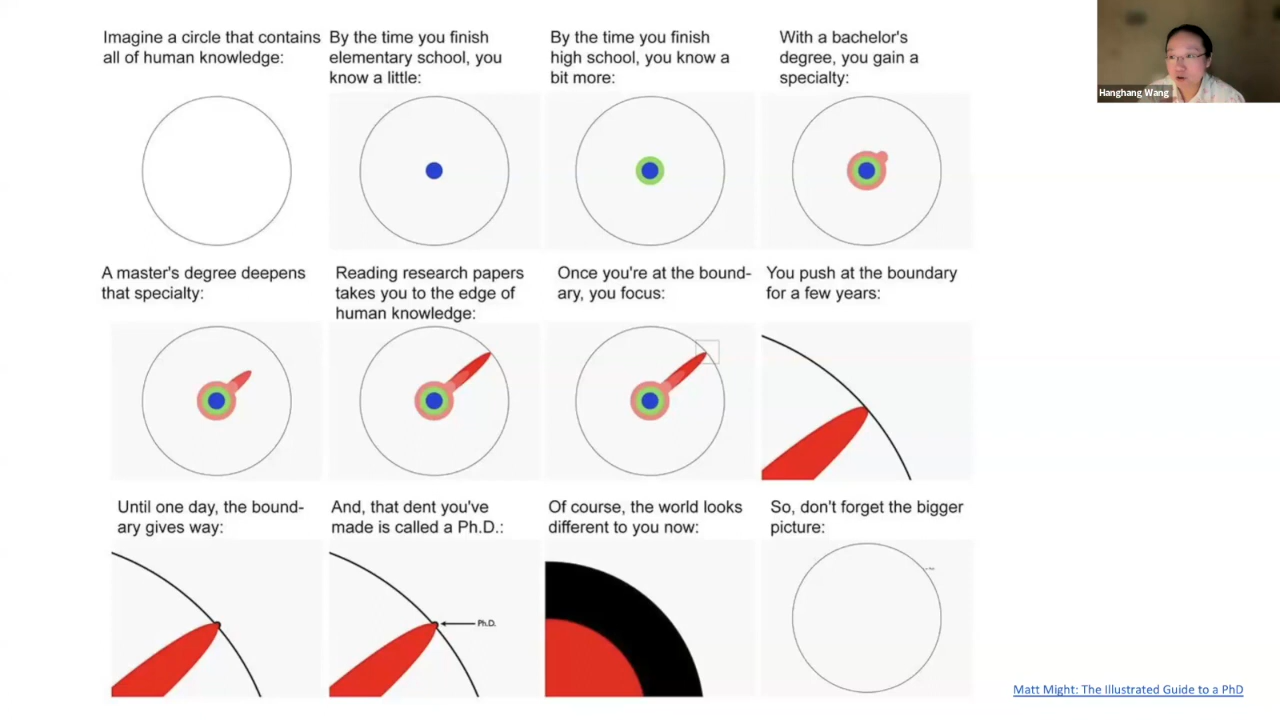 Imagine a circle that contains
all of human knowledge:
By the time you finish
elementary school, you
know a little:
By the time you finish
high school, you know a
bit more:
With a bachelor's
degree, you gain a
specialty:
Hanghang Wang
A master's degree deepens
that specialty:
Reading research papers
takes you to the edge of
human knowledge:
Once you're at the bound-
ary, you focus:
You push at the boundary
for a few years:
Until one day, the bound-
ary gives way:
And, that dent you've
made is called a Ph.D.:
Ph.D.
Of course, the world looks
different to you now:
So, don't forget the bigger
picture:
Matt Might: The Illustrated Guide to a PhD